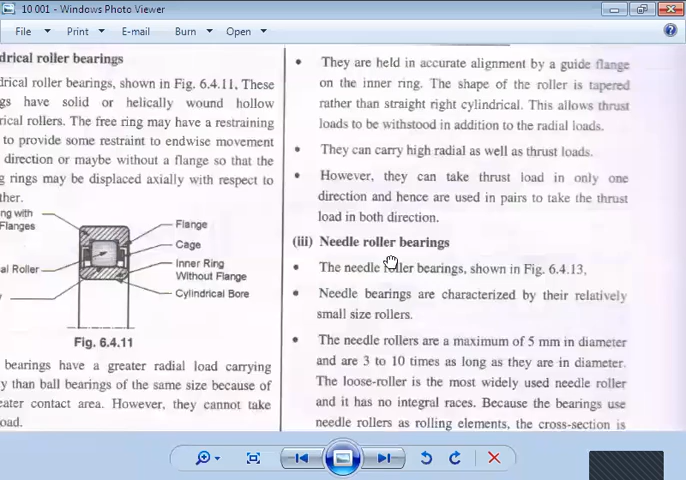 10 001 - Windows Photo Viewer
File Print E-mail Burn Open
drical roller bearings
drical roller bearings, shown in Fig. 6.4.11, These
gs have solid or helically wound hollow
rical rollers. The free ring may have a restraining
to provide some restraint to endwise movement
direction or maybe without a flange so that the
g rings may be displaced axially with respect to
ther.
ng with
Flanges
al Roller
Flange
Cage
Inner Ring
Without Flange
Cylindrical Bore
Fig. 6.4.11
bearings have a greater radial load carrying
y than ball bearings of the same size because of
eater contact area. However, they cannot take
oad.
• They are held in accurate alignment by a guide flange
on the inner ring. The shape of the roller is tapered
rather than straight right cylindrical. This allows thrust
loads to be withstood in addition to the radial loads.
• They can carry high radial as well as thrust loads.
• However, they can take thrust load in only one
direction and hence are used in pairs to take the thrust
load in both direction.
(iii) Needle roller bearings
• The needle roller bearings, shown in Fig. 6.4.13,
• Needle bearings are characterized by their relatively
small size rollers.
• The needle rollers are a maximum of 5 mm in diameter
and are 3 to 10 times as long as they are in diameter.
The loose-roller is the most widely used needle roller
and it has no integral races. Because the bearings use
needle rollers as rolling elements, the cross-section is